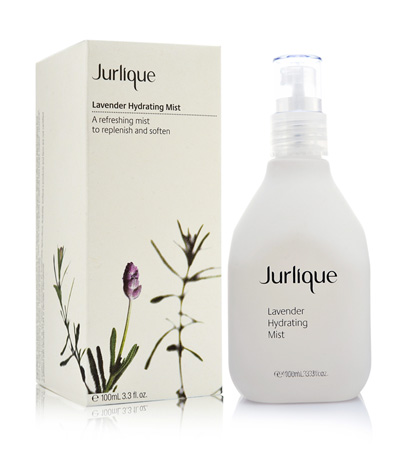 Jurlique
Lavender Hydrating Mist
A refreshing mist
to replenish and soften
℮ 100mL 3.3 fl. oz.
Jurlique
Lavender
Hydrating
Mist
℮ 100mL 3.3 fl. oz.